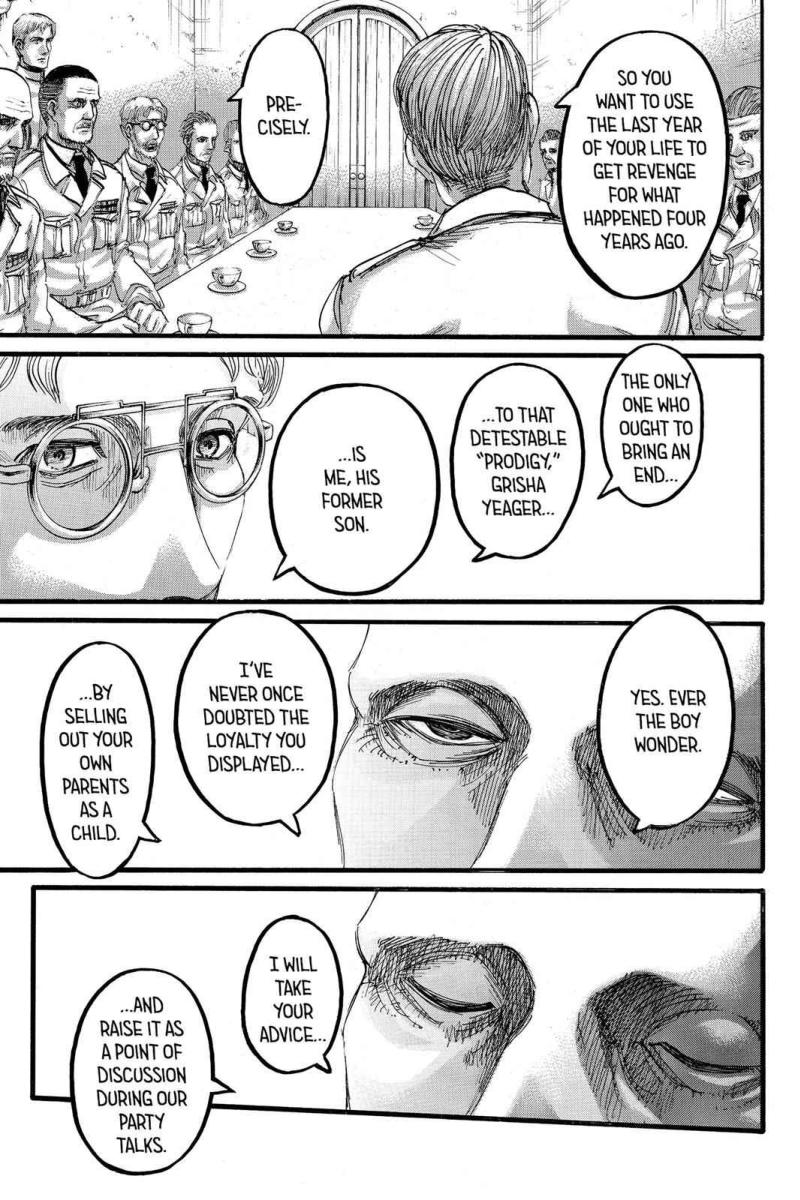 SO YOU
WANT TO USE
THE LAST YEAR
OF YOUR LIFE TO
GET REVENGE
FOR WHAT
HAPPENED FOUR
YEARS AGO.
PRE-
CISELY.
THE ONLY
ONE WHO
OUGHT TO
BRING AN
END...
...TO THAT
DETESTABLE
"PRODIGY,"
GRISHA
YEAGER...
...IS
ME, HIS
FORMER
SON.
YES. EVER
THE BOY
WONDER.
I'VE
NEVER ONCE
DOUBTED THE
LOYALTY YOU
DISPLAYED...
...BY
SELLING
OUT YOUR
OWN
PARENTS
AS A
CHILD.
I WILL
TAKE
YOUR
ADVICE...
...AND
RAISE IT AS
A POINT OF
DISCUSSION
DURING OUR
PARTY
TALKS.